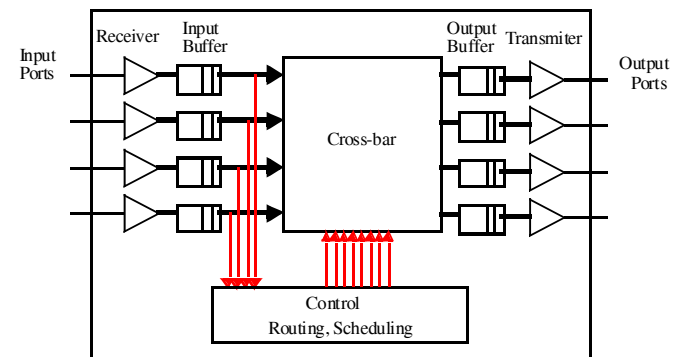 Receiver
Input
Buffer
Output
Buffer
Transmiter
Input
Ports
Output
Ports
Cross-bar
Control
Routing, Scheduling